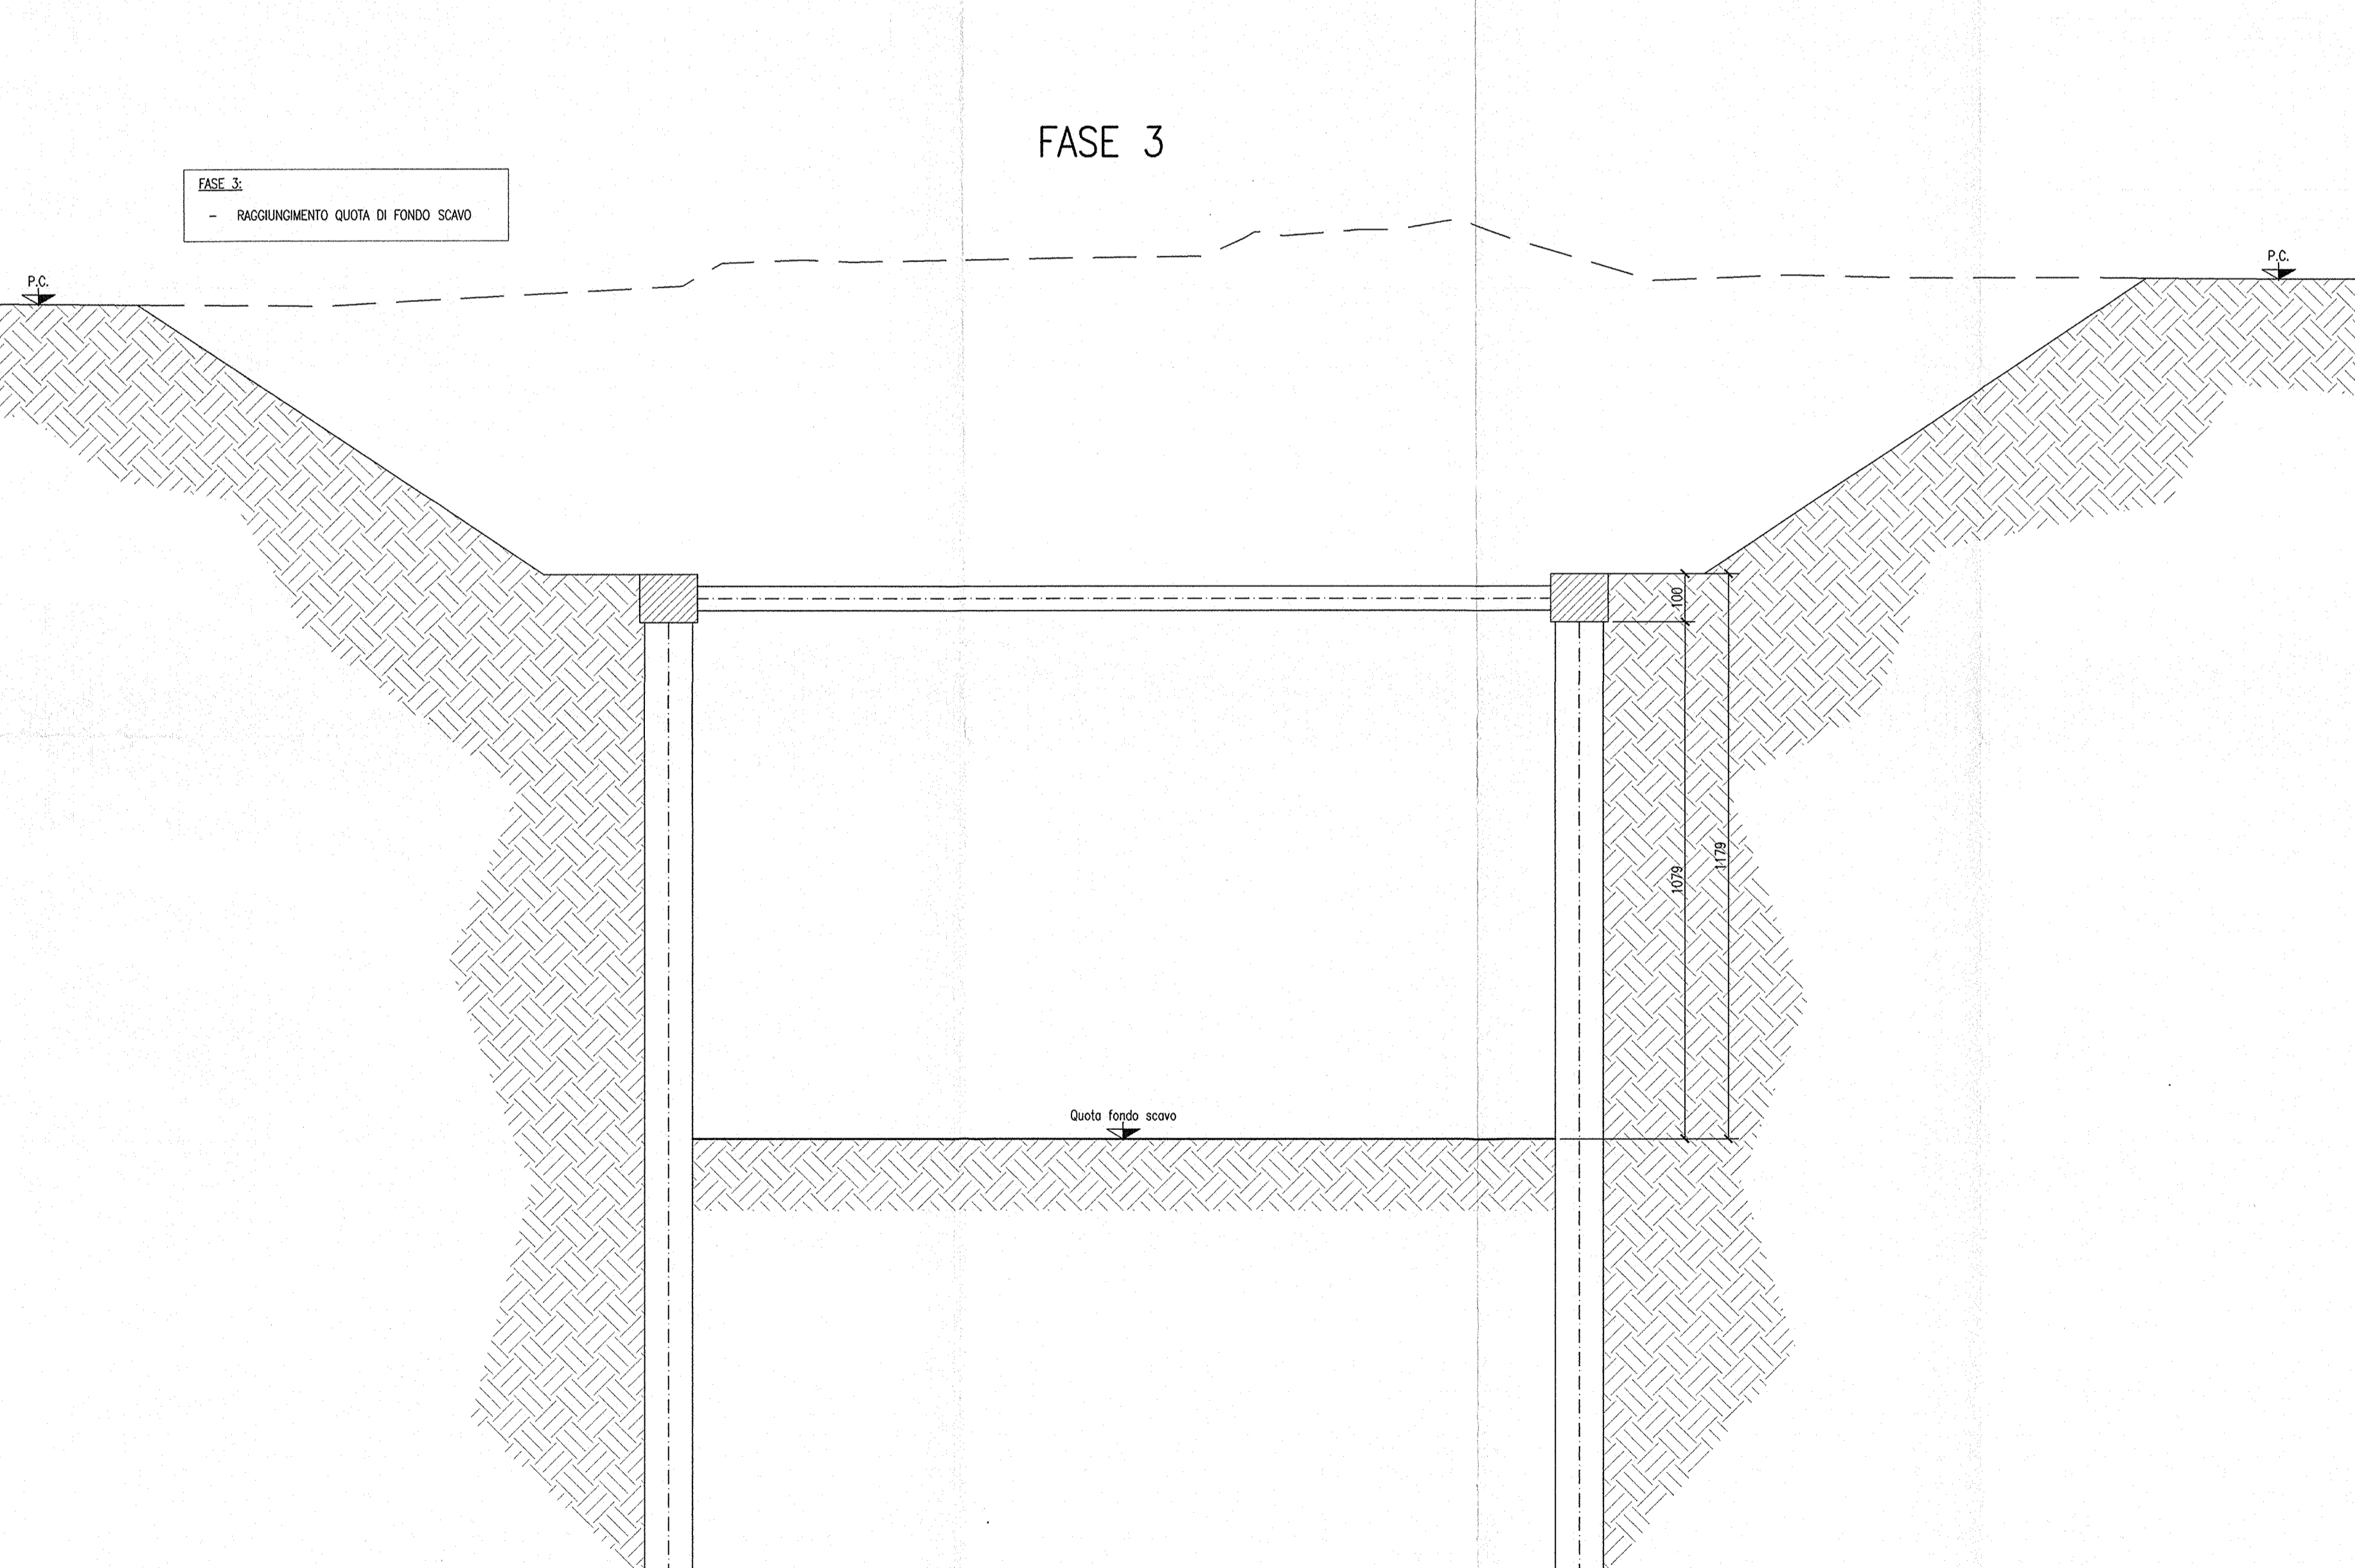 FASE 3
FASE 3:
- RAGGIUNGIMENTO QUOTA DI FONDO SCAVO
P.C.
P.C.
100
1079
1179
Quota fondo scavo